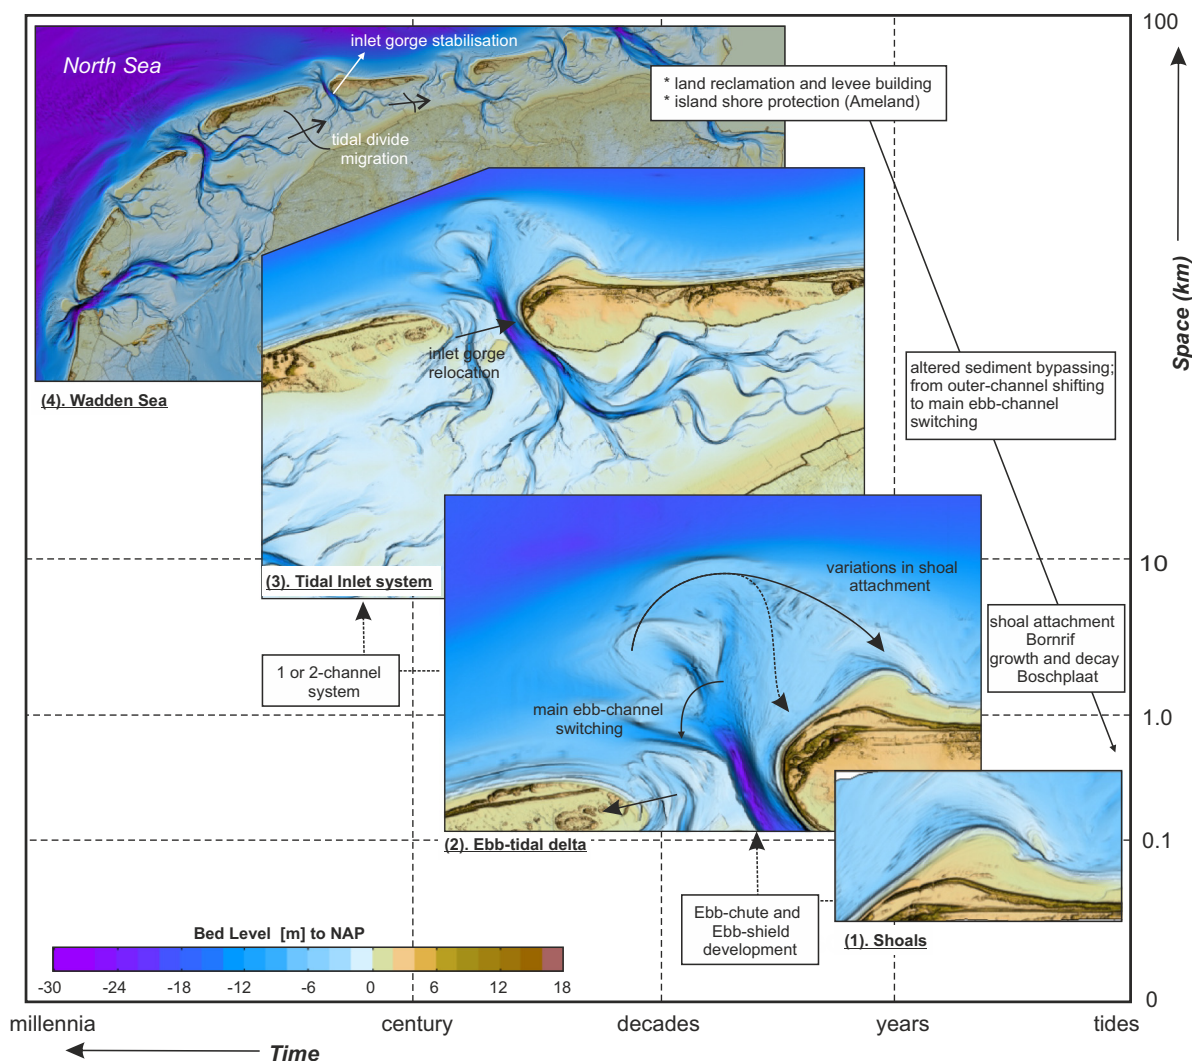 North Sea
inlet gorge stabilisation
tidal divide
migration
(4). Wadden Sea
* land reclamation and levee building
* island shore protection (Ameland)
inlet gorge
relocation
(3). Tidal Inlet system
altered sediment bypassing;
from outer-channel shifting
to main ebb-channel
switching
1 or 2-channel
system
variations in shoal
attachment
main ebb-channel
switching
(2). Ebb-tidal delta
shoal attachment
Bornrif
growth and decay
Boschplaat
Ebb-chute and
Ebb-shield
development
(1). Shoals
Bed Level [m] to NAP
-30 -24 -18 -12 -6 0 6 12 18
100
10
1.0
0.1
0
Space (km)
millennia century decades years tides
Time